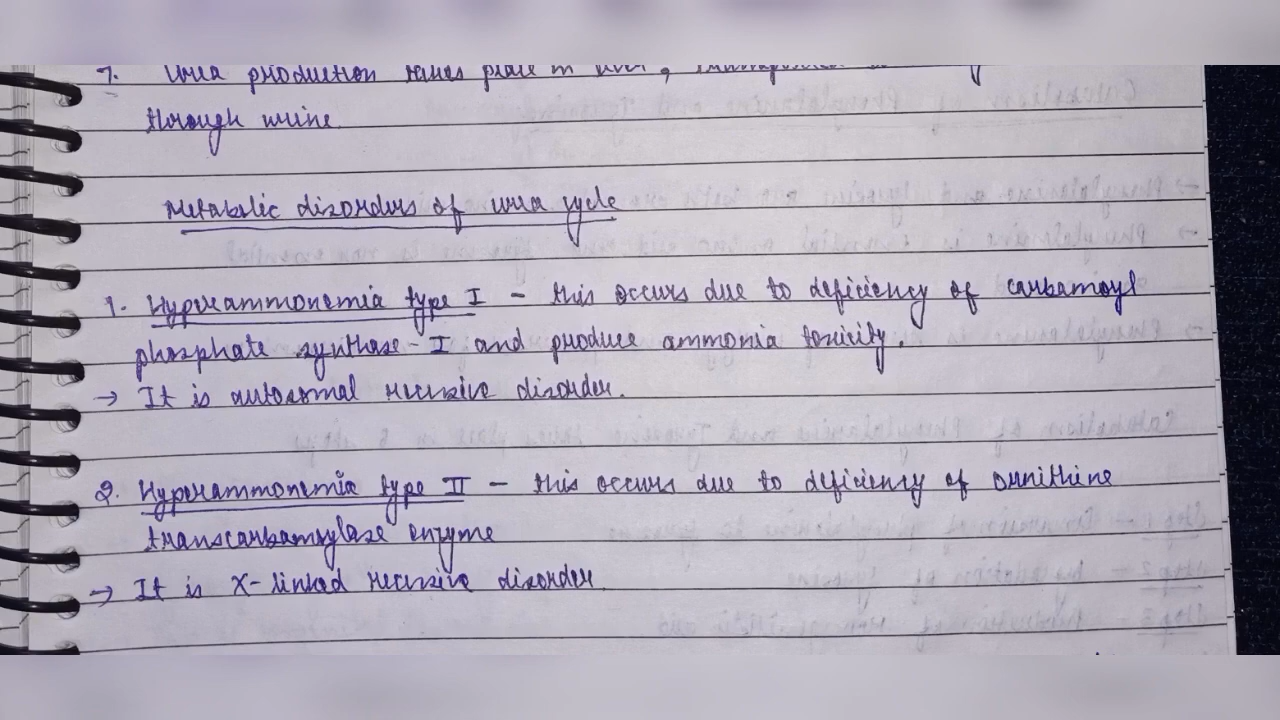 7. Urea production takes place in liver,
through urine.
Metabolic disorders of urea cycle
1. Hyperammonemia type I - this occurs due to deficiency of carbamoyl
phosphate synthase-I and produce ammonia toxicity.
→ It is autosomal recessive disorder.
2. Hyperammonemia type II - this occurs due to deficiency of ornithine
transcarbamylase enzyme
→ It is X-linked recessive disorder.